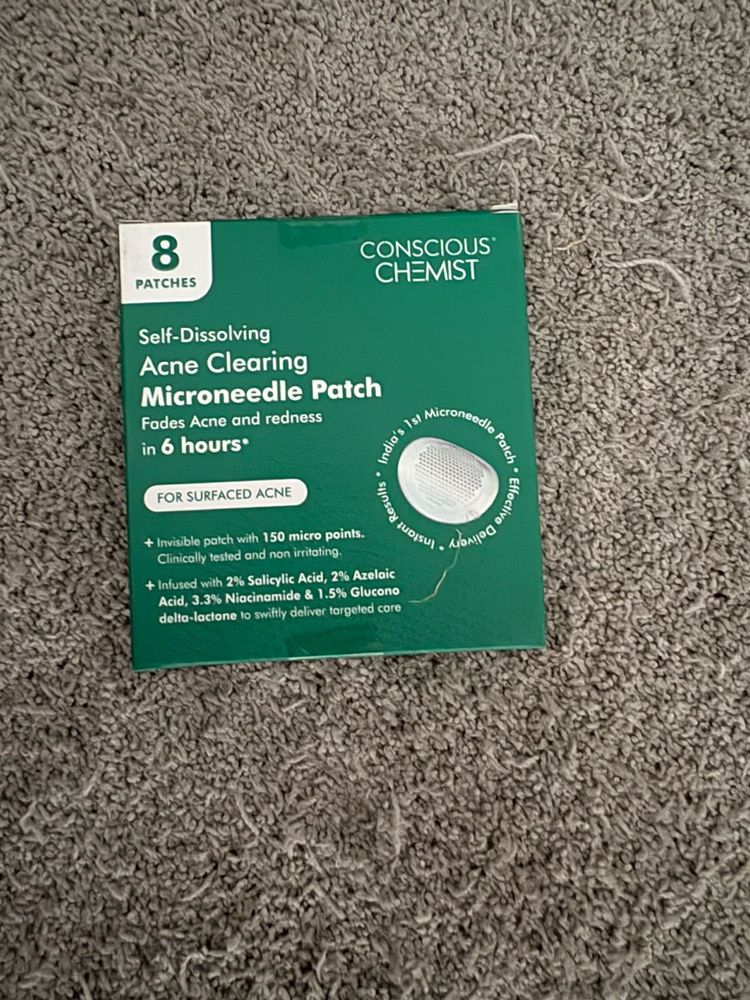 8
PATCHES
CONSCIOUS
CHEMIST
Self-Dissolving
Acne Clearing
Microneedle Patch
Fades Acne and redness
in 6 hours*
FOR SURFACED ACNE
India's 1st Microneedle Patch * Effective Delivery * Instant Results *
+ Invisible patch with 150 micro points.
Clinically tested and non irritating.
+ Infused with 2% Salicylic Acid, 2% Azelaic
Acid, 3.3% Niacinamide & 1.5% Glucono
delta-lactone to swiftly deliver targeted care